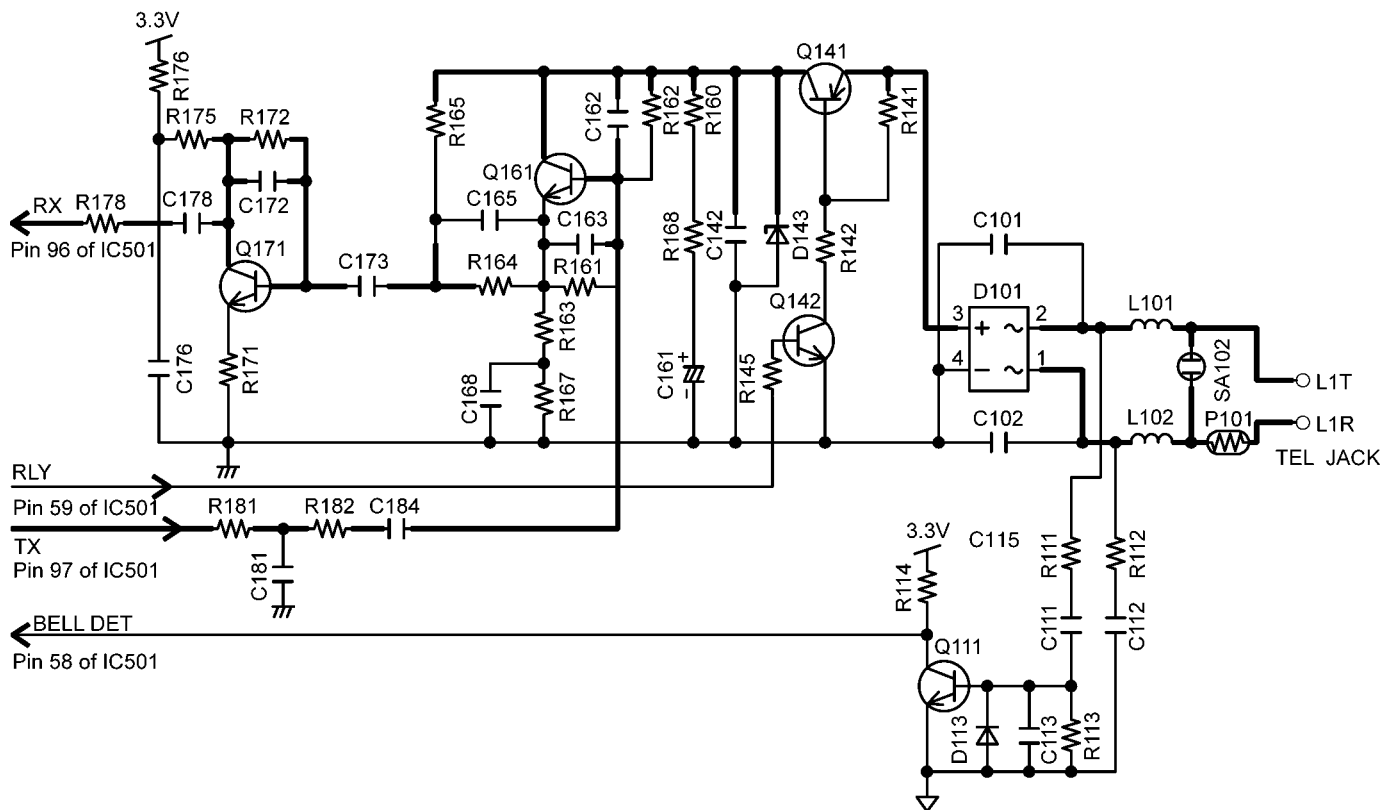 3.3V
R176
R175
R172
C172
RX
R178
C178
Pin 96 of IC501
Q171
C173
C176
R171
R165
Q161
C162
R162
R160
C165
C163
R164
R161
R163
C168
R167
R168
C142
D143
C161
+
-
Q141
R141
R142
Q142
R145
C101
D101
3
+
~
2
4
-
~
1
C102
L101
L102
SA102
P101
L1T
L1R
TEL JACK
RLY
Pin 59 of IC501
R181
R182
C184
TX
Pin 97 of IC501
C181
BELL DET
Pin 58 of IC501
3.3V
C115
R114
R111
R112
C111
C112
Q111
D113
C113
R113